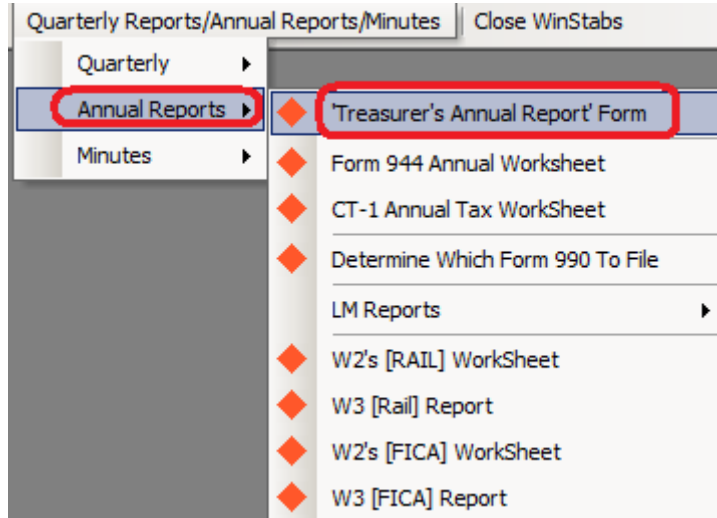 Quarterly Reports/Annual Reports/Minutes Close WinStabs
Quarterly
Annual Reports
Minutes
'Treasurer's Annual Report' Form
Form 944 Annual Worksheet
CT-1 Annual Tax WorkSheet
Determine Which Form 990 To File
LM Reports
W2's [RAIL] WorkSheet
W3 [Rail] Report
W2's [FICA] WorkSheet
W3 [FICA] Report